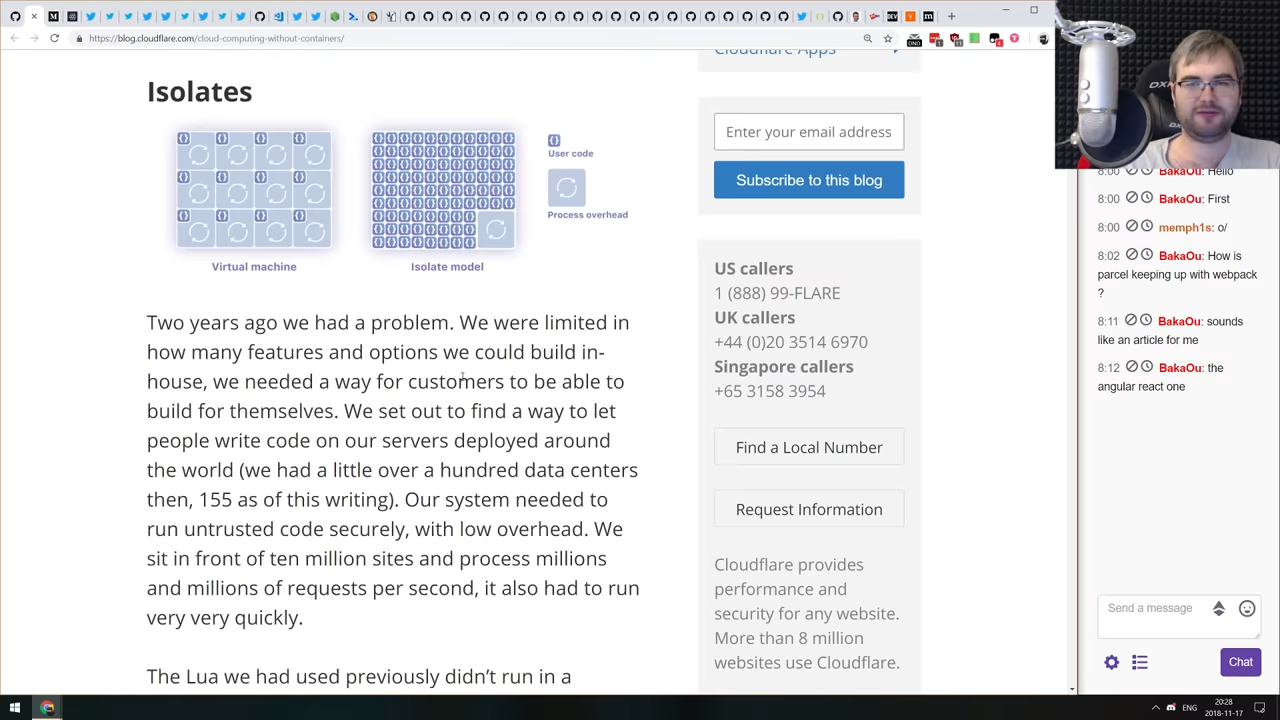 https://blog.cloudflare.com/cloud-computing-without-containers/
DND
Cloudflare Apps
Isolates
User code
Process overhead
Virtual machine
Isolate model
Two years ago we had a problem. We were limited in
how many features and options we could build in-
house, we needed a way for customers to be able to
build for themselves. We set out to find a way to let
people write code on our servers deployed around
the world (we had a little over a hundred data centers
then, 155 as of this writing). Our system needed to
run untrusted code securely, with low overhead. We
sit in front of ten million sites and process millions
and millions of requests per second, it also had to run
very very quickly.
The Lua we had used previously didn’t run in a
Enter your email address
Subscribe to this blog
US callers
1 (888) 99-FLARE
UK callers
+44 (0)20 3514 6970
Singapore callers
+65 3158 3954
Find a Local Number
Request Information
Cloudflare provides
performance and
security for any website.
More than 8 million
websites use Cloudflare.
8:00 BakaOu: Hello
8:00 BakaOu: First
8:00 memph1s: o/
8:02 BakaOu: How is
parcel keeping up with webpack
?
8:11 BakaOu: sounds
like an article for me
8:12 BakaOu: the
angular react one
Send a message
Chat
ENG
20:28
2018-11-17